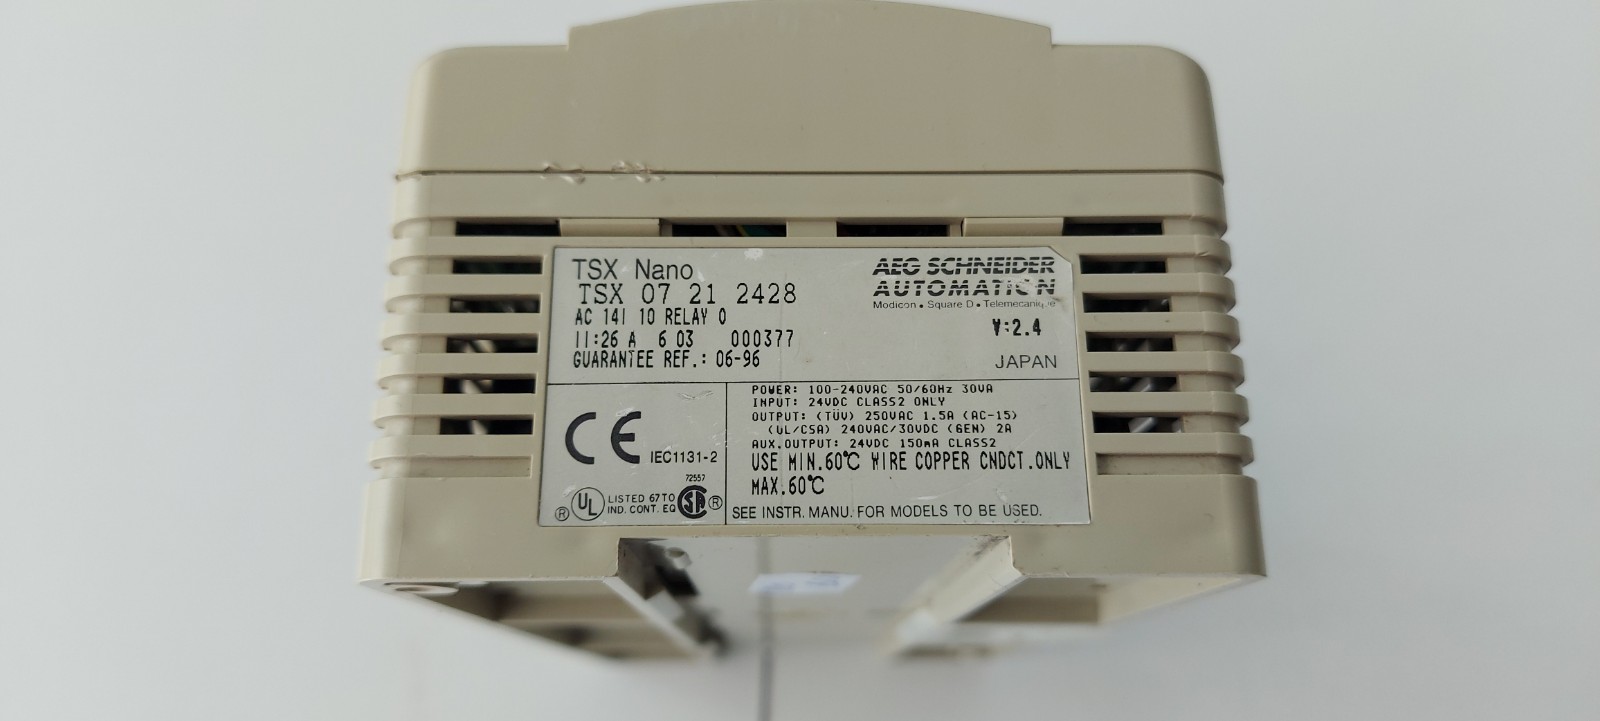 TSX Nano
TSX 07 21 2428
AC 14I 10 RELAY O
11:26 A 6 03 000377
GUARANTEE REF.: 06-96
AEG SCHNEIDER
AUTOMATION
Modicon • Square D • Telemecanique
V:2.4
JAPAN
CE
IEC1131-2
72557
® UL LISTED 67TO
IND. CONT. EQ
SA ®
POWER: 100-240VAC 50/60Hz 30VA
INPUT: 24VDC CLASS2 ONLY
OUTPUT: (TÜV) 250VAC 1.5A (AC-15)
(UL/CSA) 240VAC/30VDC (GEN) 2A
AUX.OUTPUT: 24VDC 150mA CLASS2
USE MIN.60℃ WIRE COPPER CNDCT.ONLY
MAX.60℃
SEE INSTR. MANU. FOR MODELS TO BE USED.